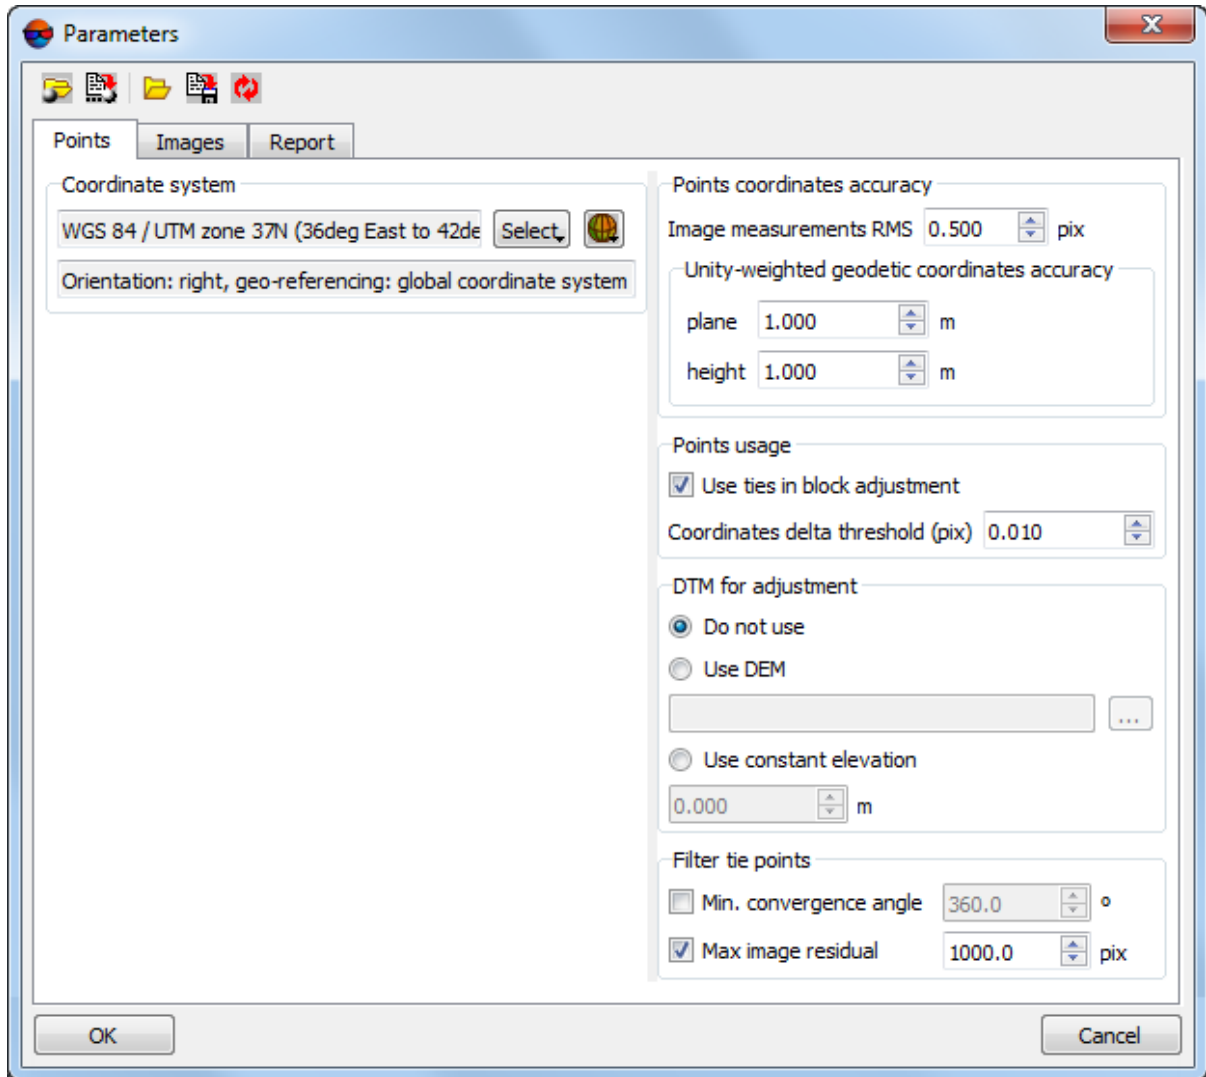 Parameters
Points Images Report
Coordinate system
WGS 84 / UTM zone 37N (36deg East to 42de Select
Orientation: right, geo-referencing: global coordinate system
Points coordinates accuracy
Image measurements RMS 0.500 pix
Unity-weighted geodetic coordinates accuracy
plane 1.000 m
height 1.000 m
Points usage
Use ties in block adjustment
Coordinates delta threshold (pix) 0.010
DTM for adjustment
Do not use
Use DEM
...
Use constant elevation
0.000 m
Filter tie points
Min. convergence angle 360.0 °
Max image residual 1000.0 pix
OK Cancel